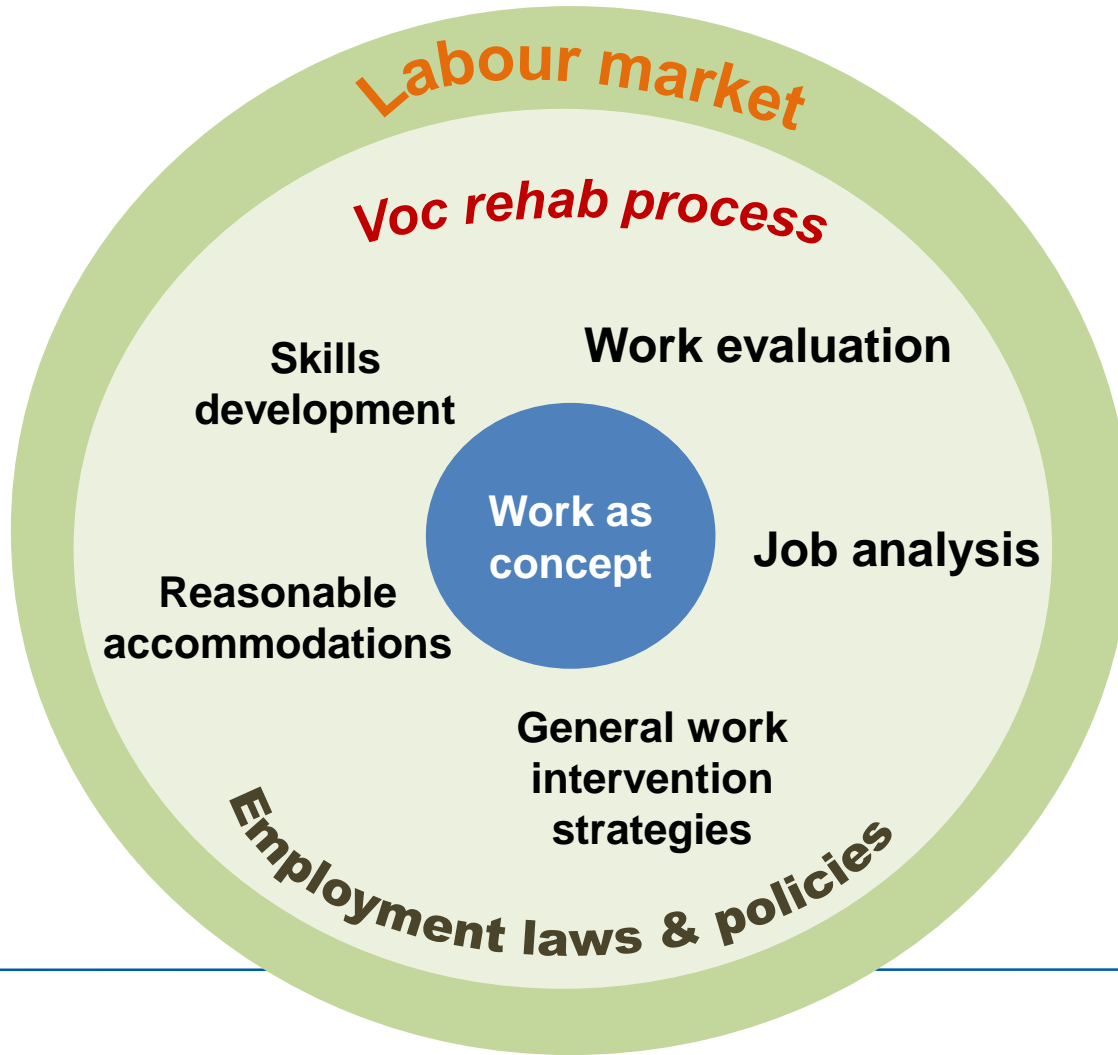 Labour market
Voc rehab process
Work evaluation
Skills
development
Work as
concept
Job analysis
Reasonable
accommodations
General work
intervention
strategies
Employment laws & policies